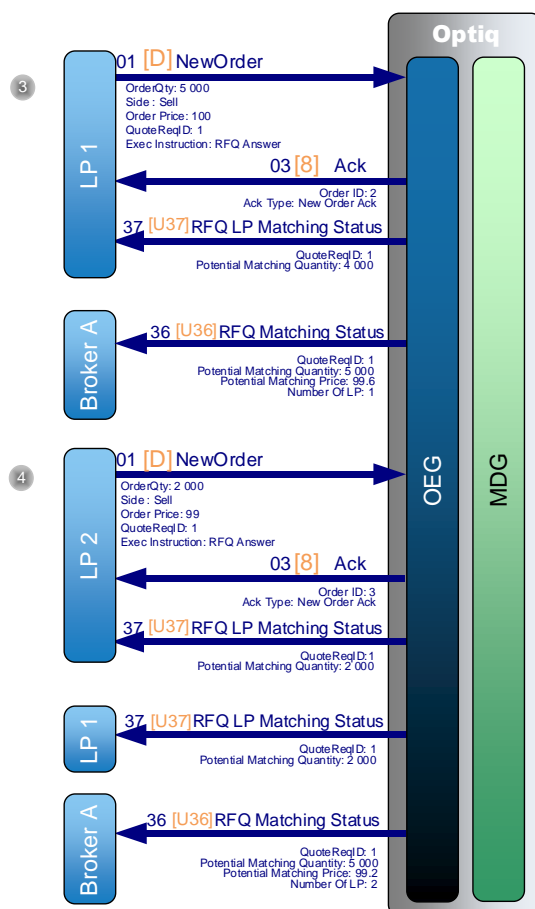 Optiq
01 [D] NewOrder
3
OrderQty: 5 000
Side : Sell
Order Price: 100
QuoteReqID: 1
Exec Instruction: RFQ Answer
LP 1
03 [8] Ack
Order ID: 2
Ack Type: New Order Ack
37 [U37] RFQ LP Matching Status
QuoteReqID: 1
Potential Matching Quantity: 4 000
Broker A
36 [U36] RFQ Matching Status
QuoteReqID: 1
Potential Matching Quantity: 5 000
Potential Matching Price: 99.6
Number Of LP: 1
OEG
MDG
01 [D] NewOrder
4
OrderQty: 2 000
Side : Sell
Order Price: 99
QuoteReqID: 1
Exec Instruction: RFQ Answer
LP 2
03 [8] Ack
Order ID: 3
Ack Type: New Order Ack
37 [U37] RFQ LP Matching Status
QuoteReqID: 1
Potential Matching Quantity: 2 000
LP 1
37 [U37] RFQ LP Matching Status
QuoteReqID: 1
Potential Matching Quantity: 2 000
Broker A
36 [U36] RFQ Matching Status
QuoteReqID: 1
Potential Matching Quantity: 5 000
Potential Matching Price: 99.2
Number Of LP: 2